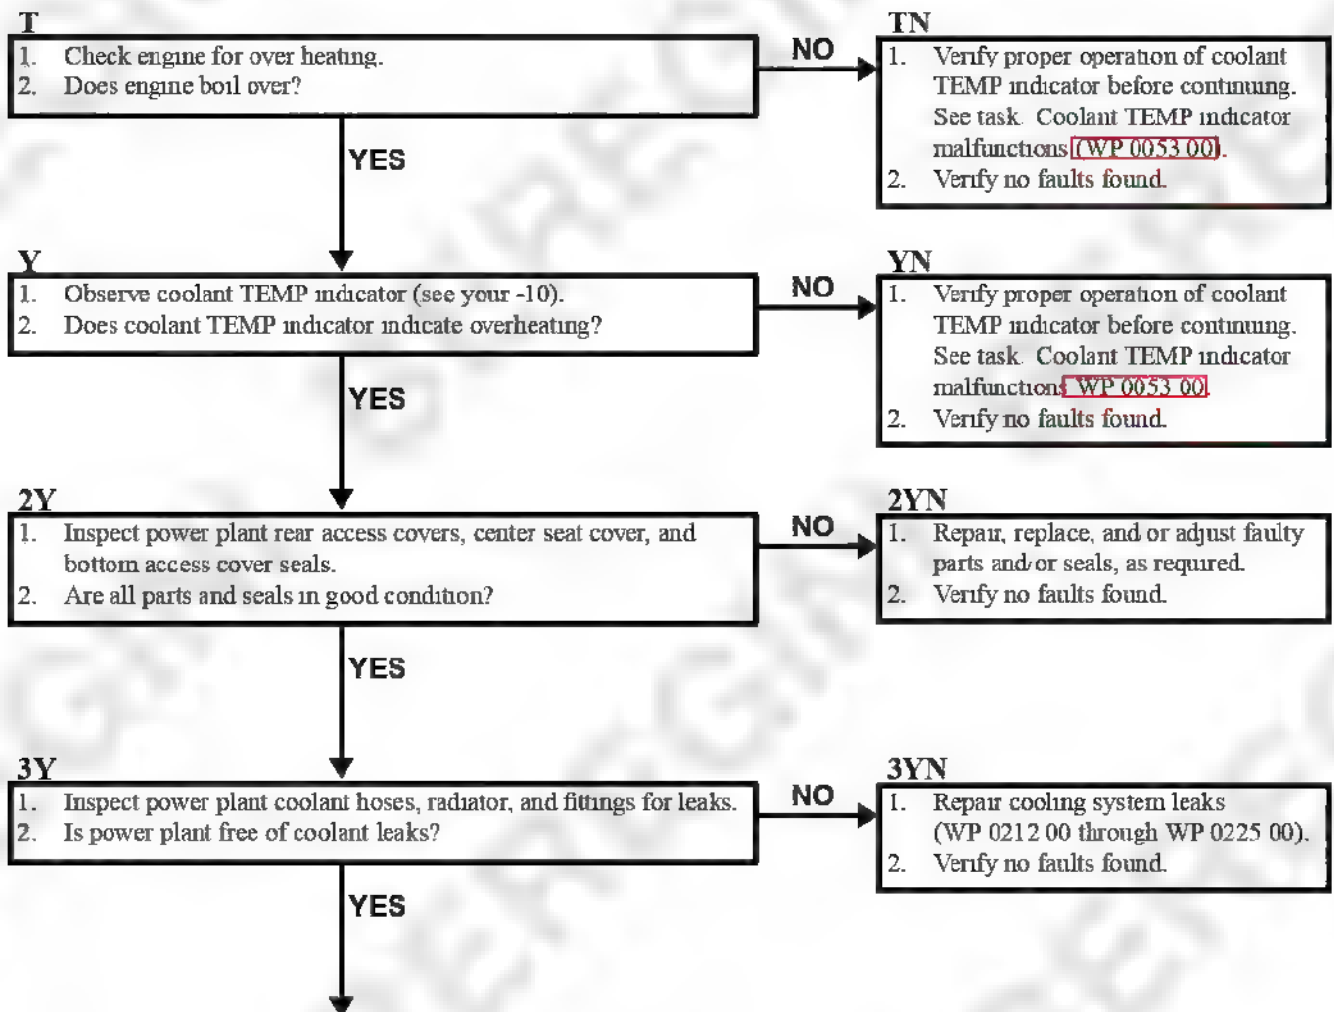 T
1. Check engine for over heating.
2. Does engine boil over?
NO
TN
1. Verify proper operation of coolant
TEMP indicator before continuing.
See task. Coolant TEMP indicator
malfunctions (WP 0053 00).
2. Verify no faults found.
YES
Y
1. Observe coolant TEMP indicator (see your -10).
2. Does coolant TEMP indicator indicate overheating?
NO
YN
1. Verify proper operation of coolant
TEMP indicator before continuing.
See task. Coolant TEMP indicator
malfunctions WP 0053 00.
2. Verify no faults found.
YES
2Y
1. Inspect power plant rear access covers, center seat cover, and
bottom access cover seals.
2. Are all parts and seals in good condition?
NO
2YN
1. Repair, replace, and or adjust faulty
parts and/or seals, as required.
2. Verify no faults found.
YES
3Y
1. Inspect power plant coolant hoses, radiator, and fittings for leaks.
2. Is power plant free of coolant leaks?
NO
3YN
1. Repair cooling system leaks
(WP 0212 00 through WP 0225 00).
2. Verify no faults found.
YES